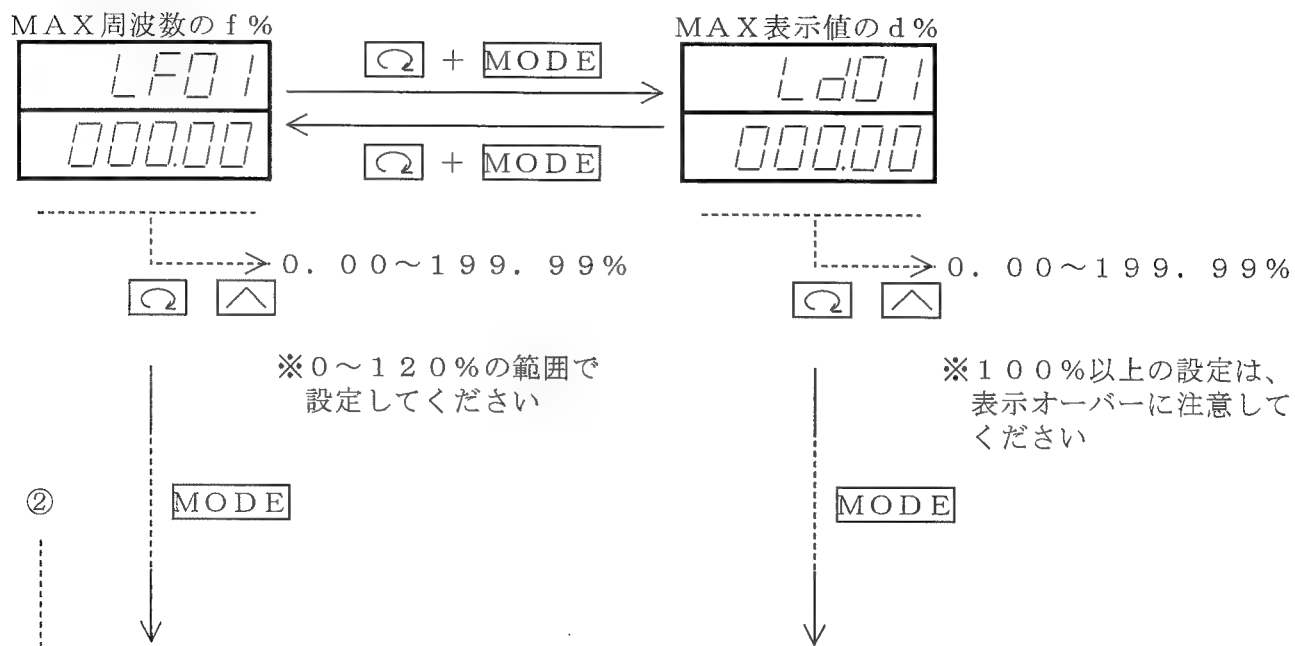 MAX周波数のf%
MAX表示値のd%
LF01
+ MODE
Ld01
000.00
+ MODE
000.00
0.00～199.99%
0.00～199.99%
※0～120%の範囲で
設定してください
※100%以上の設定は、
表示オーバーに注意して
ください
②
MODE
MODE